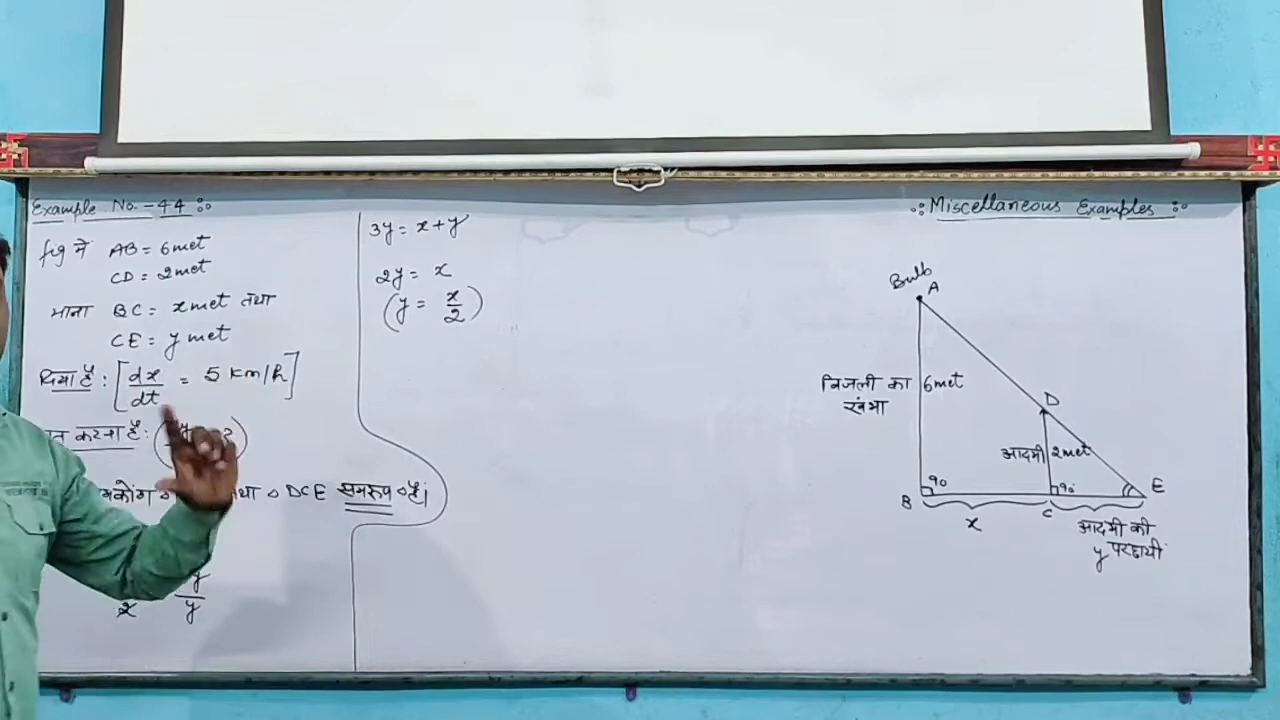 Example No. - 44 :
fig में AB = 6 met
CD = 2 met
माना BC = x met तथा
CE = y met
दिया है : [dx/dt = 5 km/h]
करना है :
समकोण तथा △ DCE समरूप △ हैं।
2
y
3y = x + y
2y = x
(y = x/2)
:: Miscellaneous Examples ::
Bulb
A
बिजली का खंभा
6 met
D
आदमी
2 met
90
90
B
C
E
x
आदमी की
y परछायी